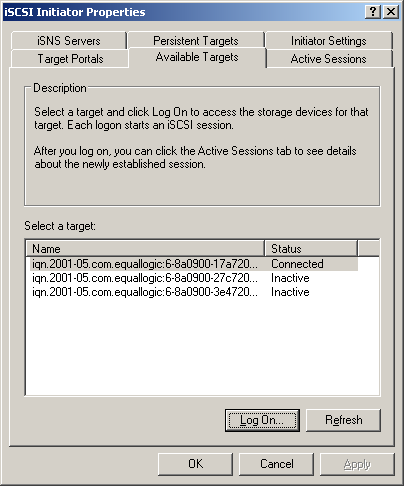 iSCSI Initiator Properties
iSNS Servers Persistent Targets Initiator Settings
Target Portals Available Targets Active Sessions
Description
Select a target and click Log On to access the storage devices for that
target. Each logon starts an iSCSI session.
After you log on, you can click the Active Sessions tab to see details
about the newly established session.
Select a target:
Name Status
iqn.2001-05.com.equallogic:6-8a0900-17a720... Connected
iqn.2001-05.com.equallogic:6-8a0900-27c720... Inactive
iqn.2001-05.com.equallogic:6-8a0900-3e4720... Inactive
Log On... Refresh
OK Cancel Apply